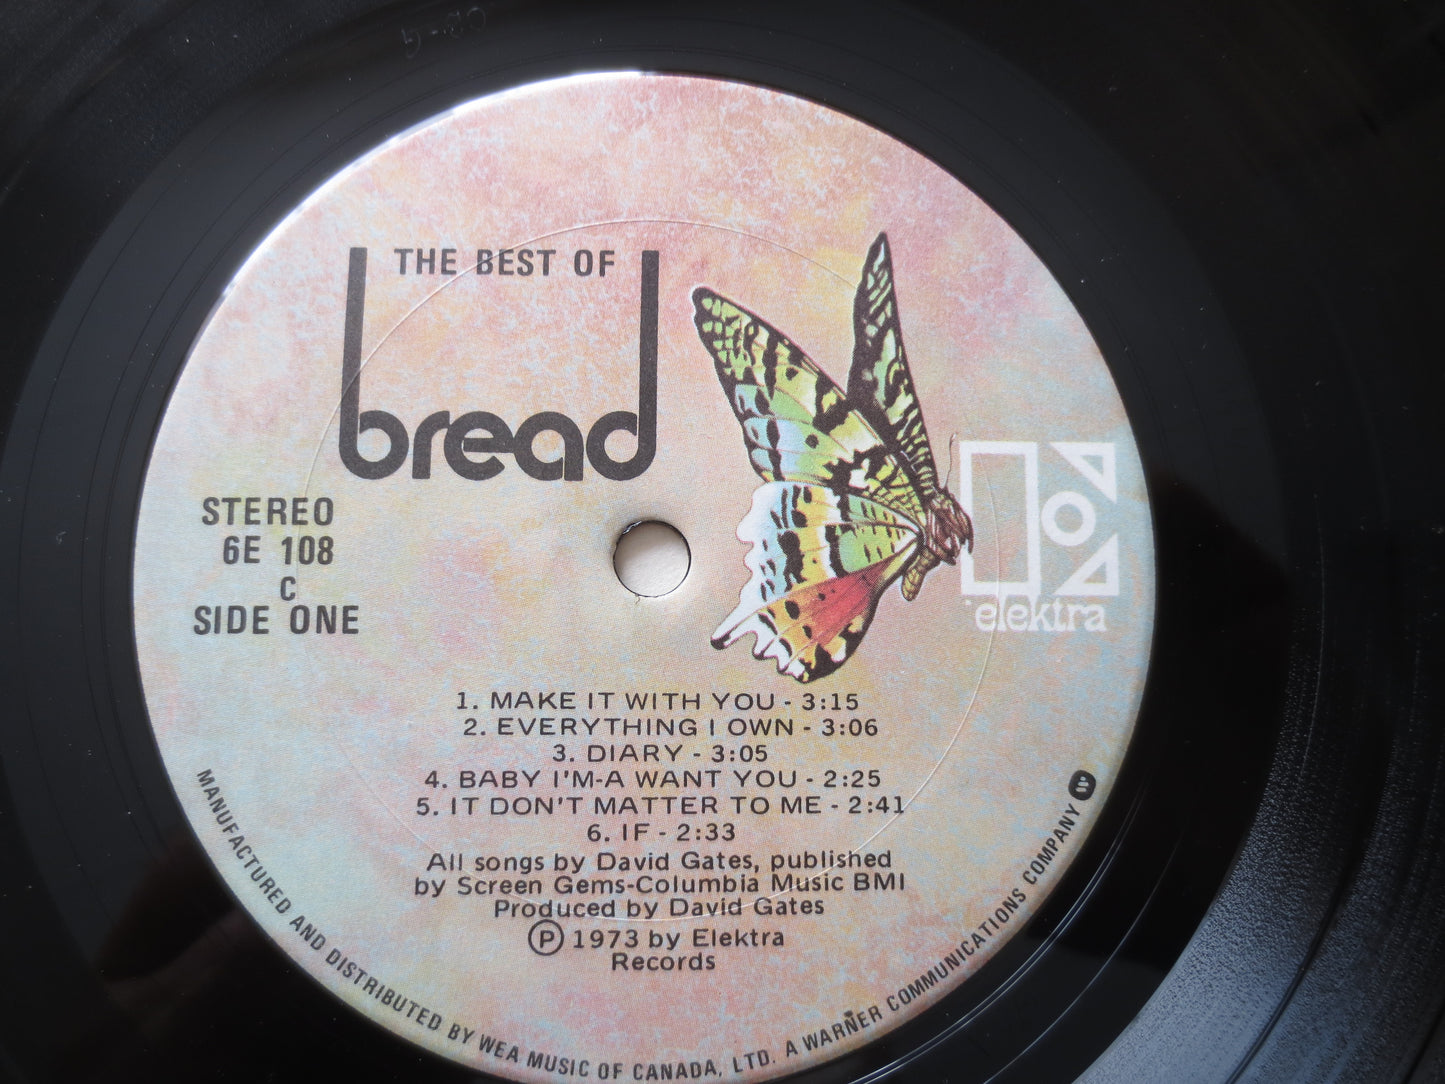 THE BEST OF
bread
STEREO
6E 108
C
SIDE ONE
elektra
1. MAKE IT WITH YOU - 3:15
2. EVERYTHING I OWN - 3:06
3. DIARY - 3:05
4. BABY I'M-A WANT YOU - 2:25
5. IT DON'T MATTER TO ME - 2:41
6. IF - 2:33
All songs by David Gates, published
by Screen Gems-Columbia Music BMI
Produced by David Gates
Ⓟ 1973 by Elektra
Records
MANUFACTURED AND DISTRIBUTED BY WEA MUSIC OF CANADA, LTD. A WARNER COMMUNICATIONS COMPANY